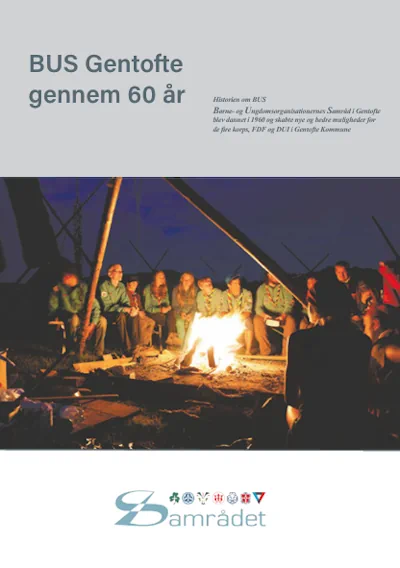 BUS Gentofte
gennem 60 år
Historien om BUS
Børne- og Ungdomsorganisationernes Samråd i Gentofte
blev dannet i 1960 og skabte nye og bedre muligheder for
de fire korps, FDF og DUI i Gentofte Kommune
Samrådet